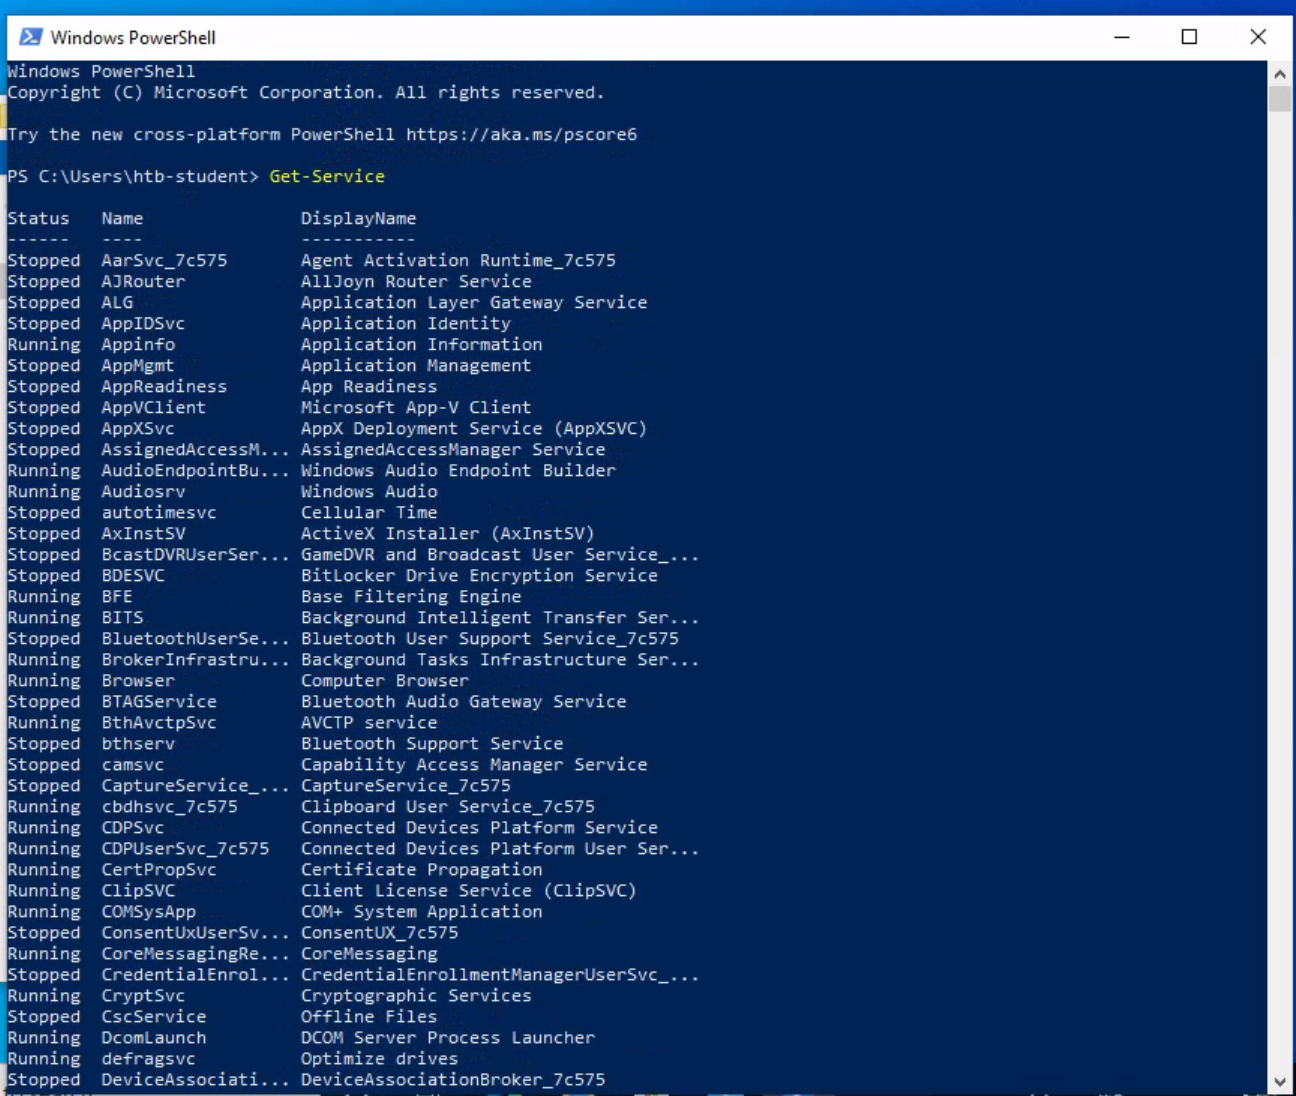 Windows PowerShell
Windows PowerShell
Copyright (C) Microsoft Corporation. All rights reserved.
Try the new cross-platform PowerShell https://aka.ms/pscore6
PS C:\Users\htb-student> Get-Service
Status   Name               DisplayName
------   ----               -----------
Stopped  AarSvc_7c575       Agent Activation Runtime_7c575
Stopped  AJRouter           AllJoyn Router Service
Stopped  ALG                Application Layer Gateway Service
Stopped  AppIDSvc           Application Identity
Running  Appinfo            Application Information
Stopped  AppMgmt            Application Management
Stopped  AppReadiness       App Readiness
Stopped  AppVClient         Microsoft App-V Client
Stopped  AppXSvc            AppX Deployment Service (AppXSVC)
Stopped  AssignedAccessM... AssignedAccessManager Service
Running  AudioEndpointBu... Windows Audio Endpoint Builder
Running  Audiosrv           Windows Audio
Stopped  autotimesvc        Cellular Time
Stopped  AxInstSV           ActiveX Installer (AxInstSV)
Stopped  BcastDVRUserSer... GameDVR and Broadcast User Service_...
Stopped  BDESVC             BitLocker Drive Encryption Service
Running  BFE                Base Filtering Engine
Running  BITS               Background Intelligent Transfer Ser...
Stopped  BluetoothUserSe... Bluetooth User Support Service_7c575
Running  BrokerInfrastru... Background Tasks Infrastructure Ser...
Running  Browser            Computer Browser
Stopped  BTAGService        Bluetooth Audio Gateway Service
Running  BthAvctpSvc        AVCTP service
Stopped  bthserv            Bluetooth Support Service
Stopped  camsvc             Capability Access Manager Service
Stopped  CaptureService_... CaptureService_7c575
Running  cbdhsvc_7c575      Clipboard User Service_7c575
Running  CDPSvc             Connected Devices Platform Service
Running  CDPUserSvc_7c575   Connected Devices Platform User Ser...
Running  CertPropSvc        Certificate Propagation
Running  ClipSVC            Client License Service (ClipSVC)
Running  COMSysApp          COM+ System Application
Stopped  ConsentUxUserSv... ConsentUX_7c575
Running  CoreMessagingRe... CoreMessaging
Stopped  CredentialEnrol... CredentialEnrollmentManagerUserSvc_...
Running  CryptSvc           Cryptographic Services
Stopped  CscService         Offline Files
Running  DcomLaunch         DCOM Server Process Launcher
Running  defragsvc          Optimize drives
Stopped  DeviceAssociati... DeviceAssociationBroker_7c575